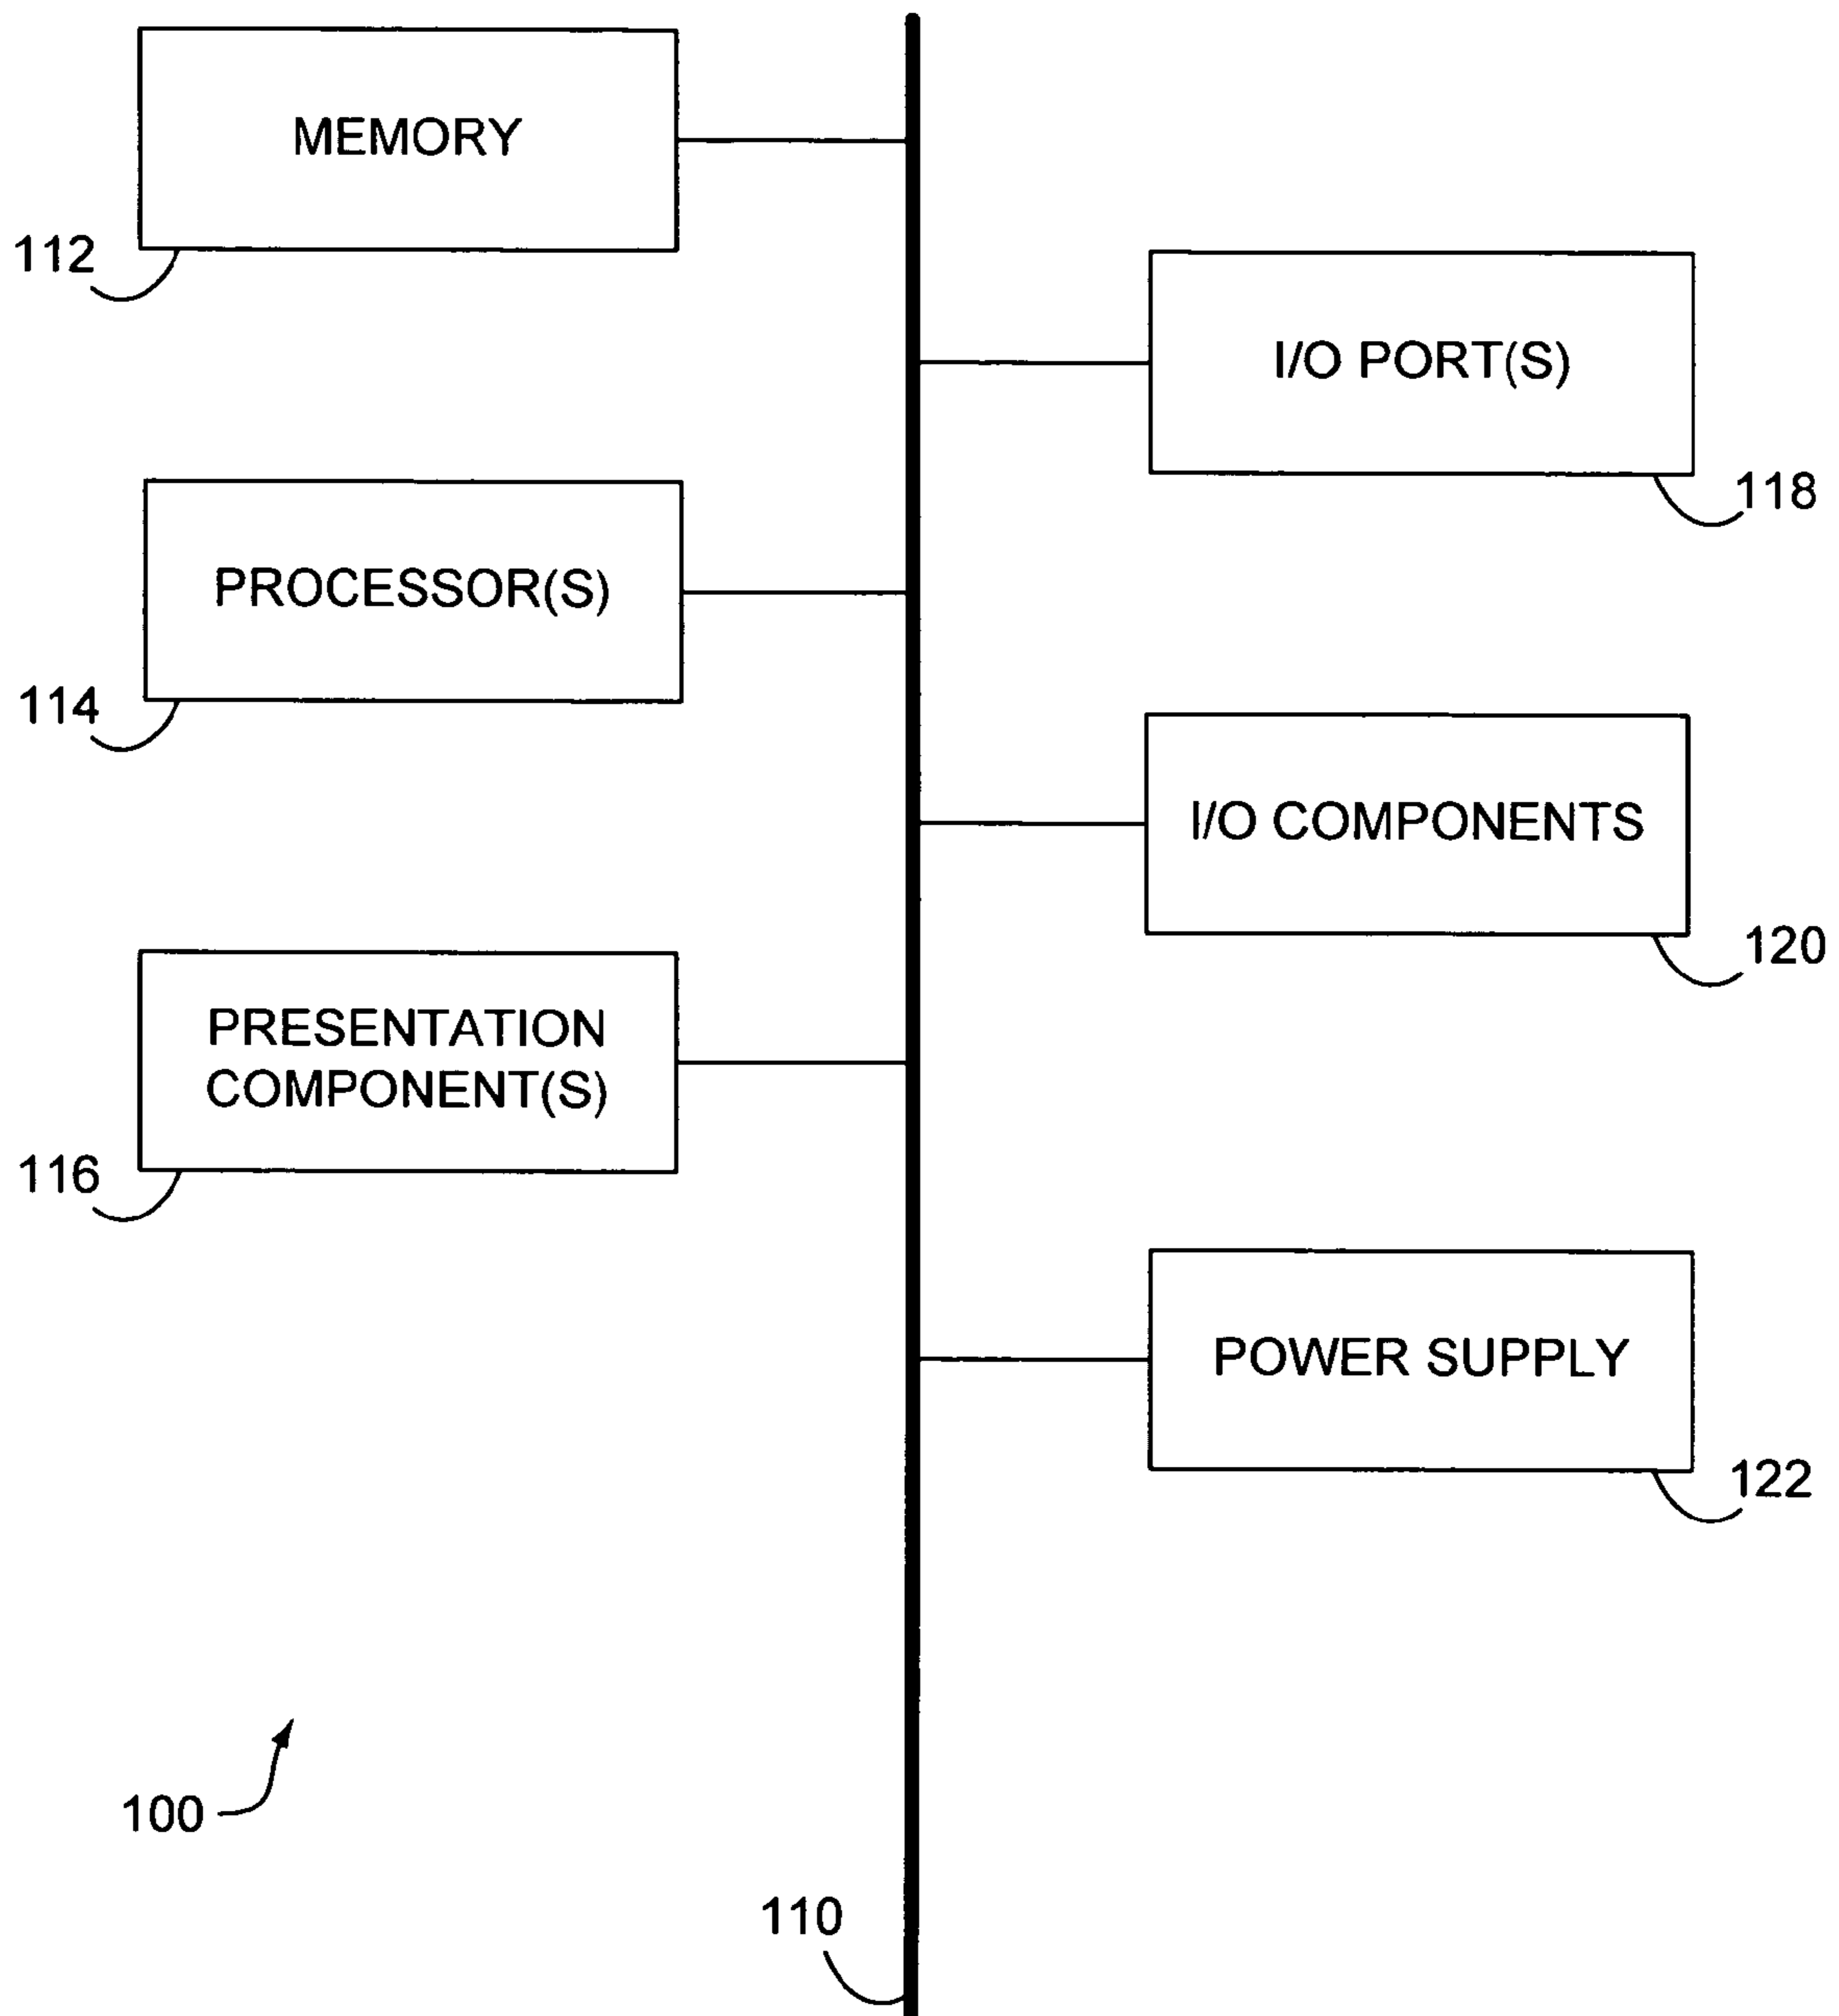 MEMORY
112
I/O PORT(S)
118
PROCESSOR(S)
114
I/O COMPONENTS
120
PRESENTATION
COMPONENT(S)
116
POWER SUPPLY
122
100
110